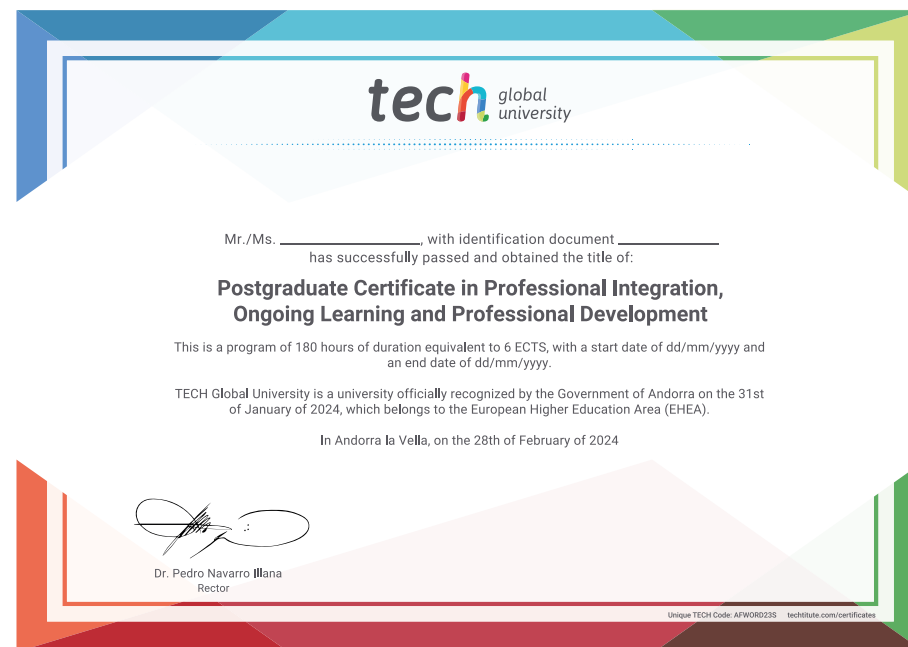 tech global university
Mr./Ms. ____________________, with identification document ______________
has successfully passed and obtained the title of:
Postgraduate Certificate in Professional Integration,
Ongoing Learning and Professional Development
This is a program of 180 hours of duration equivalent to 6 ECTS, with a start date of dd/mm/yyyy and
an end date of dd/mm/yyyy.
TECH Global University is a university officially recognized by the Government of Andorra on the 31st
of January of 2024, which belongs to the European Higher Education Area (EHEA).
In Andorra la Vella, on the 28th of February of 2024
Dr. Pedro Navarro Illana
Rector
Unique TECH Code: AFWORD23S techtitute.com/certificates